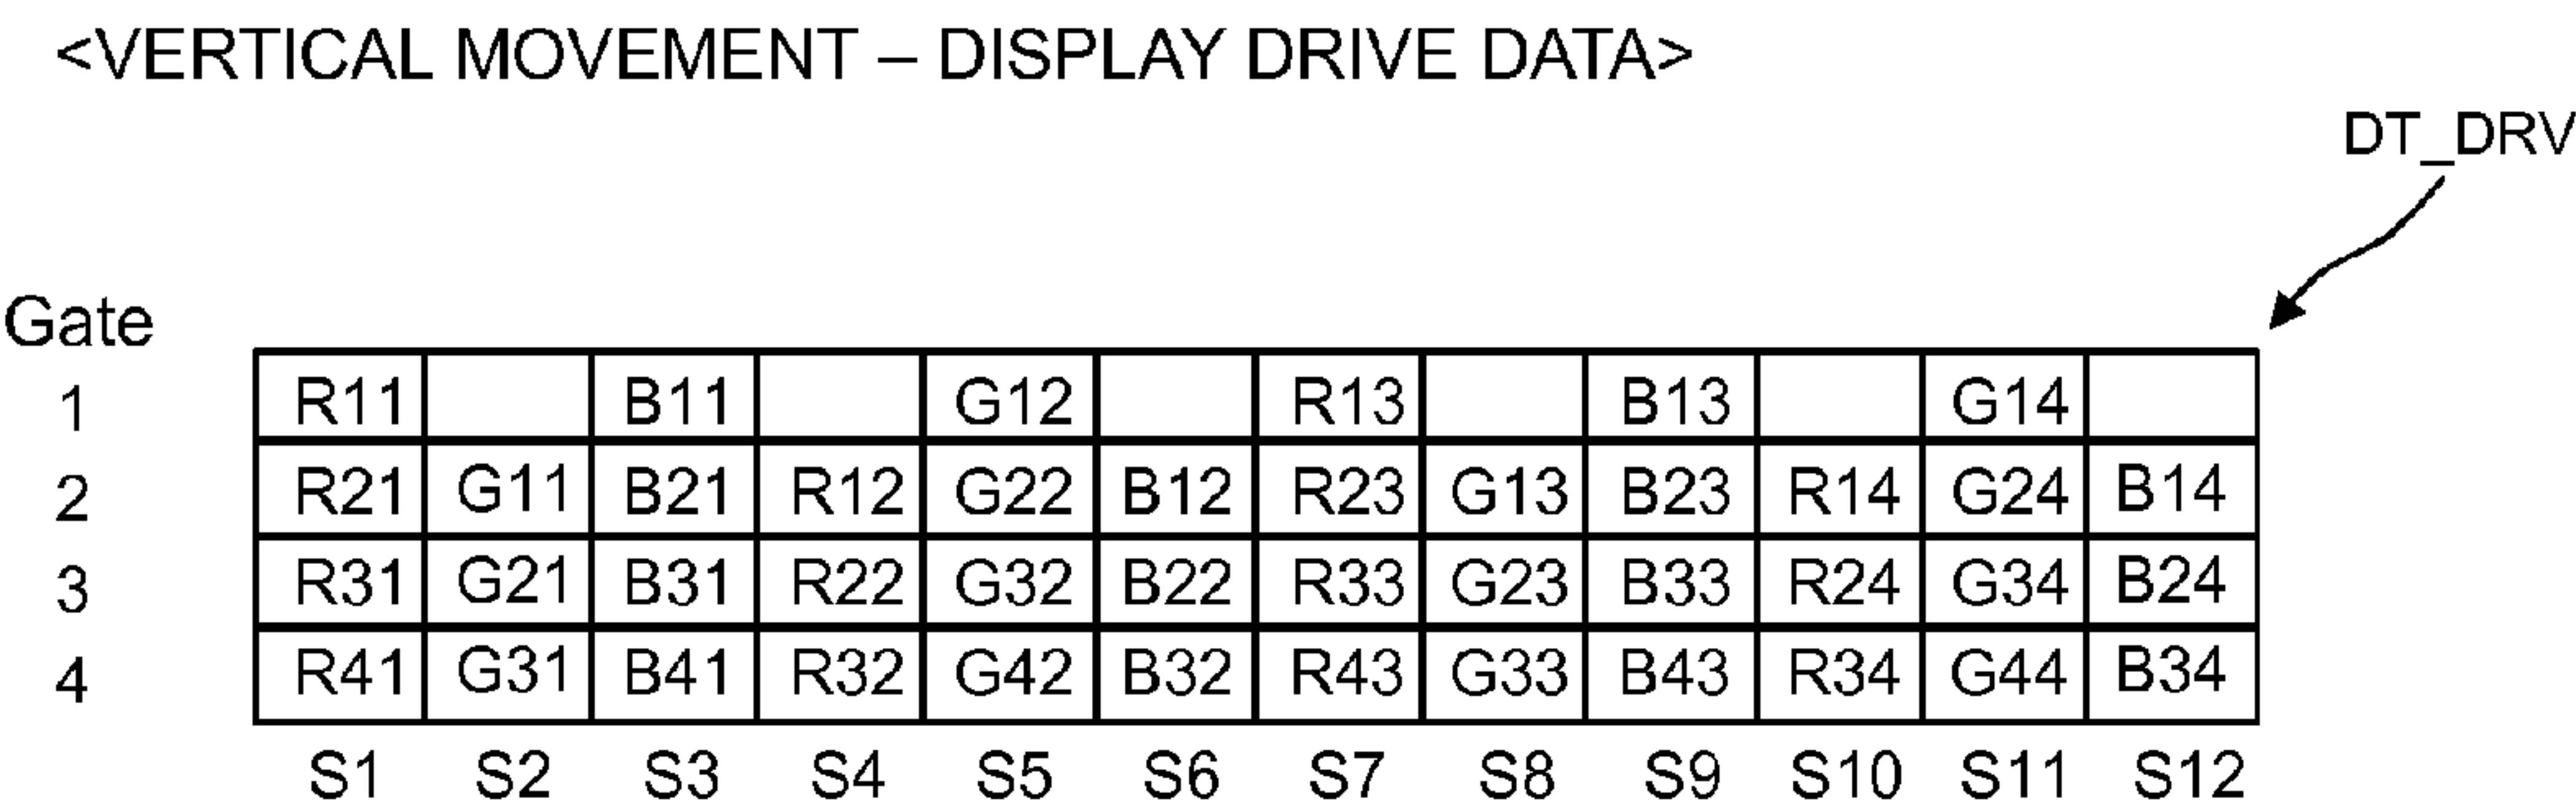 <VERTICAL MOVEMENT – DISPLAY DRIVE DATA>
DT_DRV
Gate
1 R11 B11 G12 R13 B13 G14
2 R21 G11 B21 R12 G22 B12 R23 G13 B23 R14 G24 B14
3 R31 G21 B31 R22 G32 B22 R33 G23 B33 R24 G34 B24
4 R41 G31 B41 R32 G42 B32 R43 G33 B43 R34 G44 B34
S1 S2 S3 S4 S5 S6 S7 S8 S9 S10 S11 S12